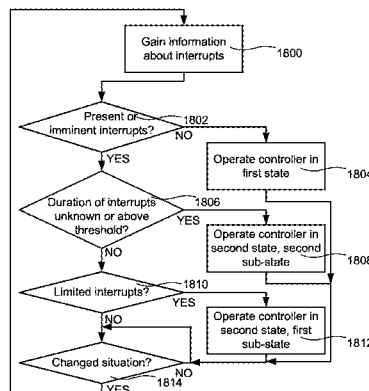 Gain information
about interrupts
1800
Present or
imminent interrupts?
1802
NO
YES
Operate controller in
first state
1804
Duration of interrupts
unknown or above
threshold?
1806
YES
NO
Operate controller in
second state, second
sub-state
1808
Limited interrupts?
1810
YES
NO
Operate controller in
second state, first
sub-state
1812
Changed situation?
NO
1814
YES